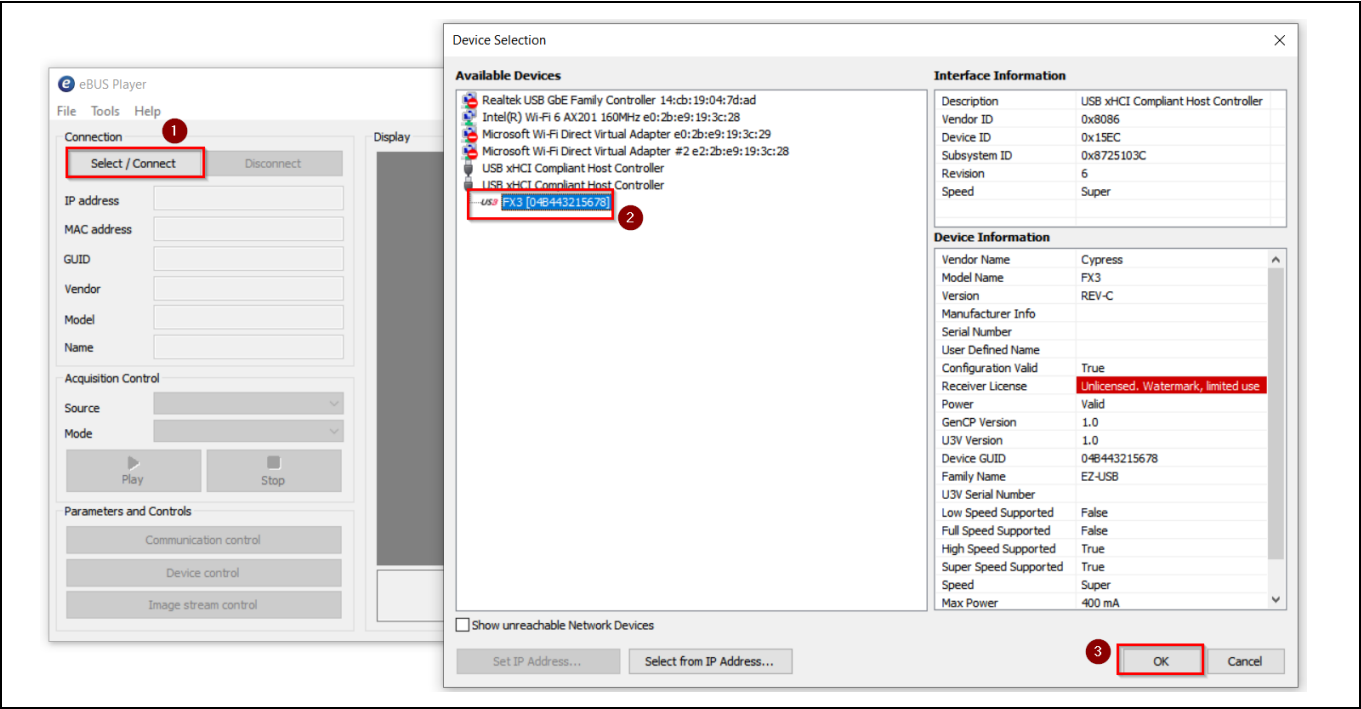 Device Selection
eBUS Player
File Tools Help
1
Connection
Select / Connect
Disconnect
IP address
MAC address
GUID
Vendor
Model
Name
Acquisition Control
Source
Mode
Play
Stop
Parameters and Controls
Communication control
Device control
Image stream control
Display
Available Devices
Realtek USB GbE Family Controller 14:cb:19:04:7d:ad
Intel(R) Wi-Fi 6 AX201 160MHz e0:2b:e9:19:3c:28
Microsoft Wi-Fi Direct Virtual Adapter e0:2b:e9:19:3c:29
Microsoft Wi-Fi Direct Virtual Adapter #2 e2:2b:e9:19:3c:28
USB xHCI Compliant Host Controller
USB xHCI Compliant Host Controller
USB FX3 [04B443215678]
2
Show unreachable Network Devices
Set IP Address...
Select from IP Address...
Interface Information
Description USB xHCI Compliant Host Controller
Vendor ID 0x8086
Device ID 0x15EC
Subsystem ID 0x8725103C
Revision 6
Speed Super
Device Information
Vendor Name Cypress
Model Name FX3
Version REV-C
Manufacturer Info
Serial Number
User Defined Name
Configuration Valid True
Receiver License Unlicensed. Watermark, limited use
Power Valid
GenCP Version 1.0
U3V Version 1.0
Device GUID 04B443215678
Family Name EZ-USB
U3V Serial Number
Low Speed Supported False
Full Speed Supported False
High Speed Supported True
Super Speed Supported True
Speed Super
Max Power 400 mA
3
OK
Cancel